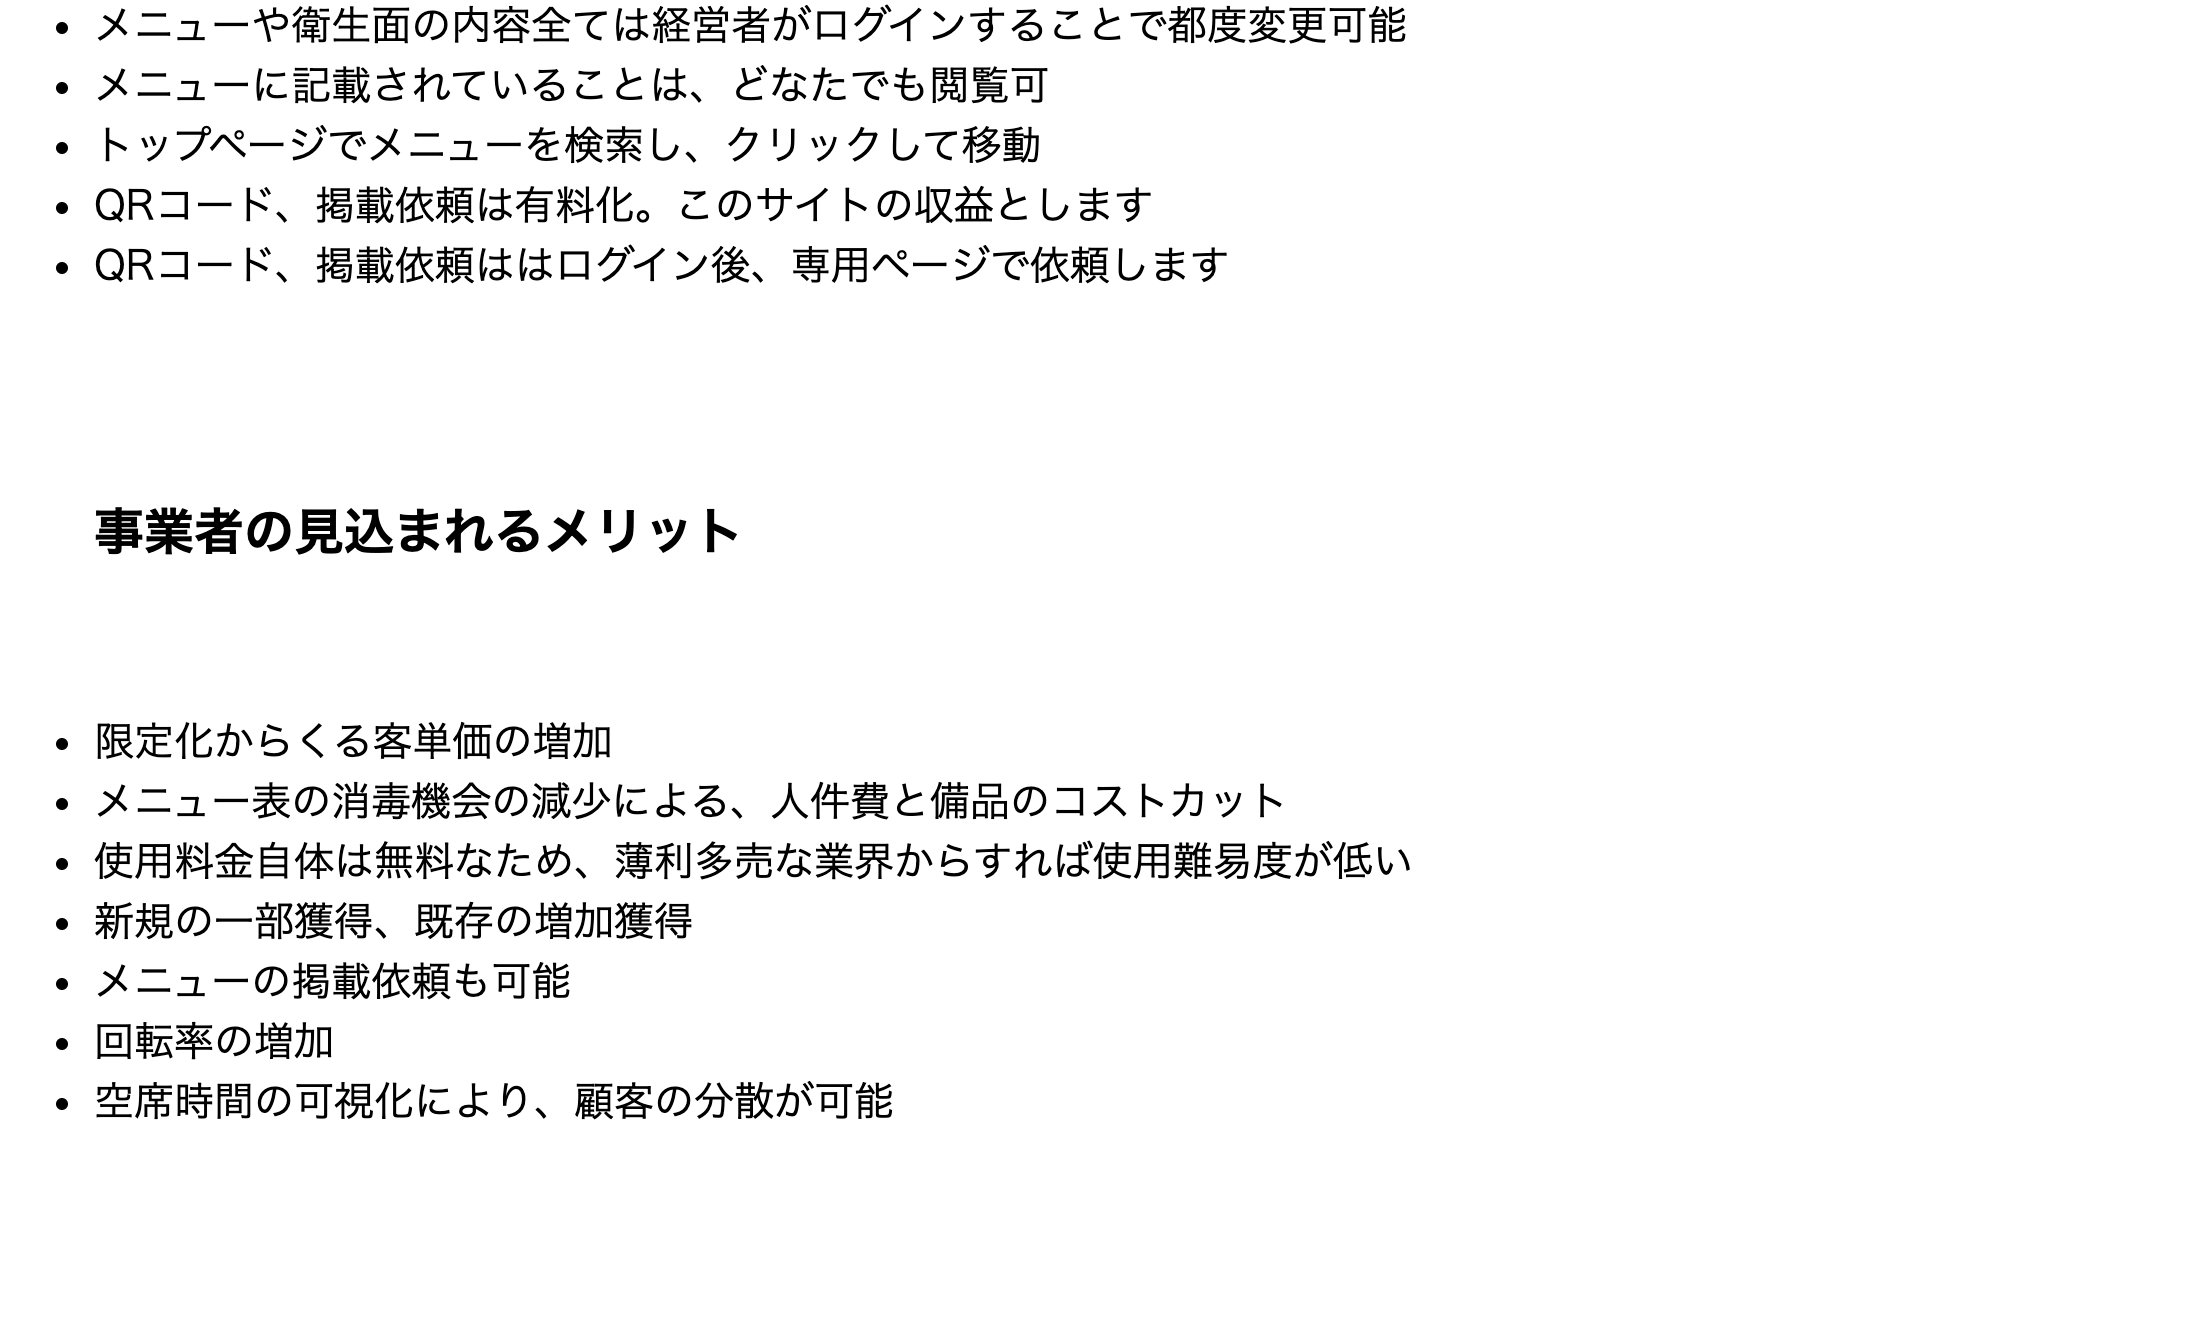 ・メニューや衛生面の内容全ては経営者がログインすることで都度変更可能
・メニューに記載されていることは、どなたでも閲覧可
・トップページでメニューを検索し、クリックして移動
・QRコード、掲載依頼は有料化。このサイトの収益とします
・QRコード、掲載依頼ははログイン後、専用ページで依頼します
事業者の見込まれるメリット
・限定化からくる客単価の増加
・メニュー表の消毒機会の減少による、人件費と備品のコストカット
・使用料金自体は無料なため、薄利多売な業界からすれば使用難易度が低い
・新規の一部獲得、既存の増加獲得
・メニューの掲載依頼も可能
・回転率の増加
・空席時間の可視化により、顧客の分散が可能